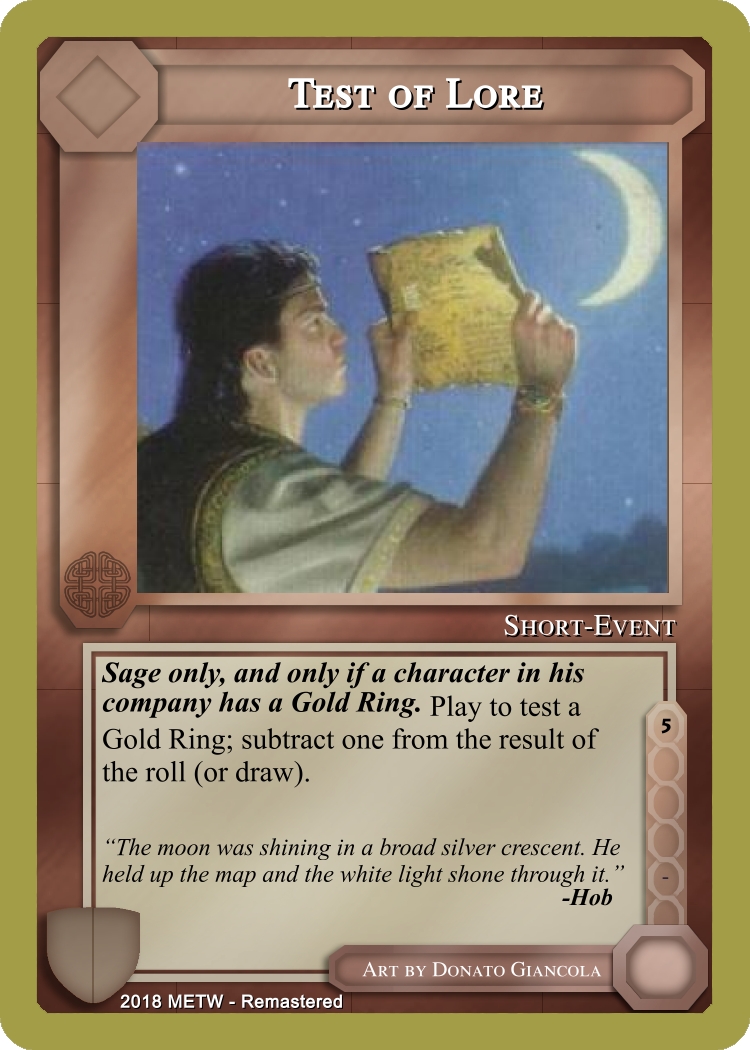 Test of Lore
Short-Event
Sage only, and only if a character in his
company has a Gold Ring. Play to test a
Gold Ring; subtract one from the result of
the roll (or draw).
5
“The moon was shining in a broad silver crescent. He
held up the map and the white light shone through it.”
-
-Hob
Art by Donato Giancola
2018 METW - Remastered